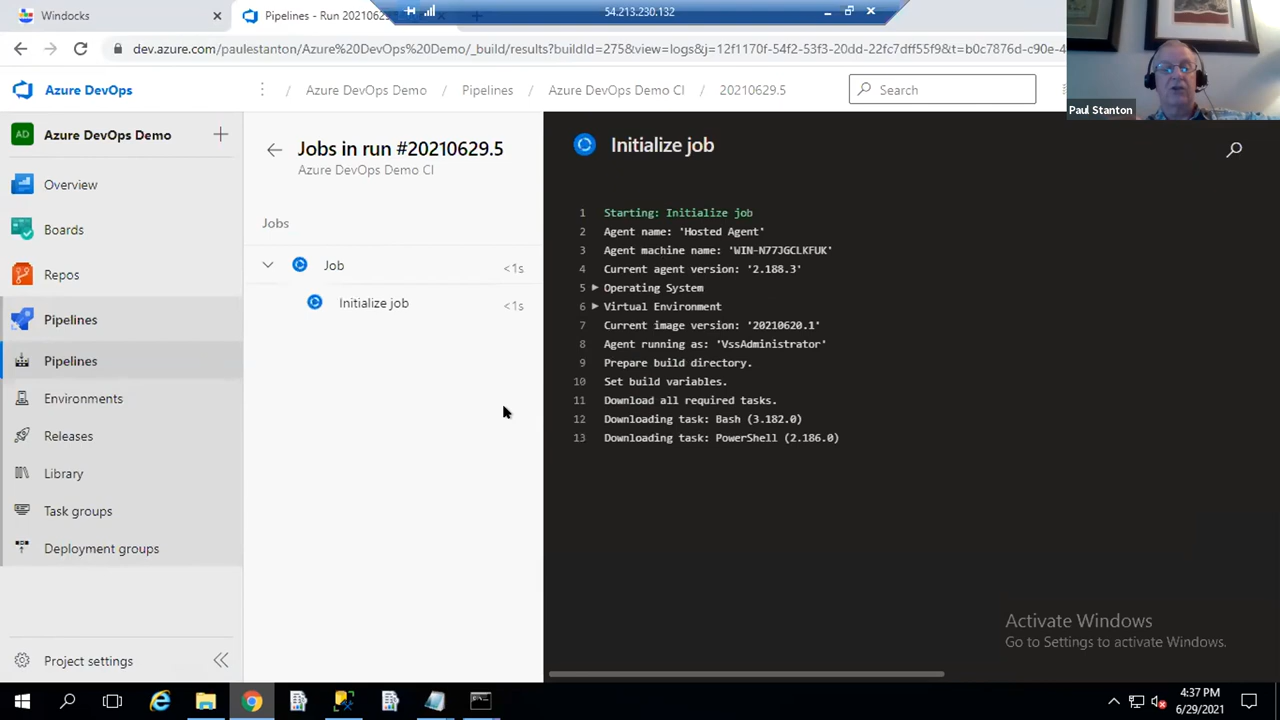 Windocks
Pipelines - Run 20210629
54.213.230.132
dev.azure.com/paulestanton/Azure%20DevOps%20Demo/_build/results?buildId=275&view=logs&j=12f1170f-54f2-53f3-20dd-22fc7dff55f9&t=b0c7876d-c90e-4
Paul Stanton
Azure DevOps
/ Azure DevOps Demo / Pipelines / Azure DevOps Demo CI / 20210629.5
Search
AD Azure DevOps Demo
Overview
Boards
Repos
Pipelines
Pipelines
Environments
Releases
Library
Task groups
Deployment groups
Project settings
Jobs in run #20210629.5
Azure DevOps Demo CI
Jobs
Job <1s
Initialize job <1s
Initialize job
1 Starting: Initialize job
2 Agent name: 'Hosted Agent'
3 Agent machine name: 'WIN-N77JGCLKFUK'
4 Current agent version: '2.188.3'
5 Operating System
6 Virtual Environment
7 Current image version: '20210620.1'
8 Agent running as: 'VssAdministrator'
9 Prepare build directory.
10 Set build variables.
11 Download all required tasks.
12 Downloading task: Bash (3.182.0)
13 Downloading task: PowerShell (2.186.0)
Activate Windows
Go to Settings to activate Windows.
4:37 PM
6/29/2021